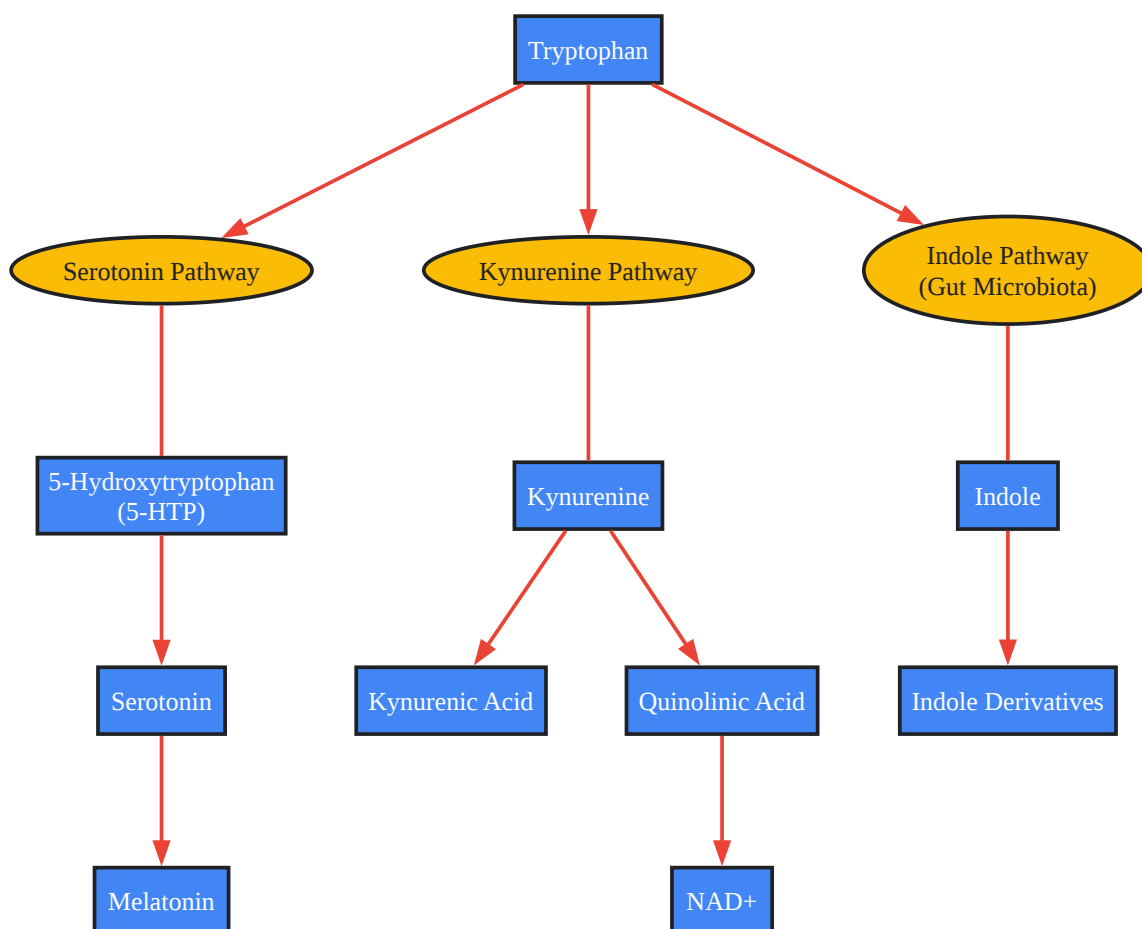 Tryptophan
Serotonin Pathway
Kynurenine Pathway
Indole Pathway
(Gut Microbiota)
5-Hydroxytryptophan
(5-HTP)
Kynurenine
Indole
Serotonin
Kynurenic Acid
Quinolinic Acid
Indole Derivatives
Melatonin
NAD+